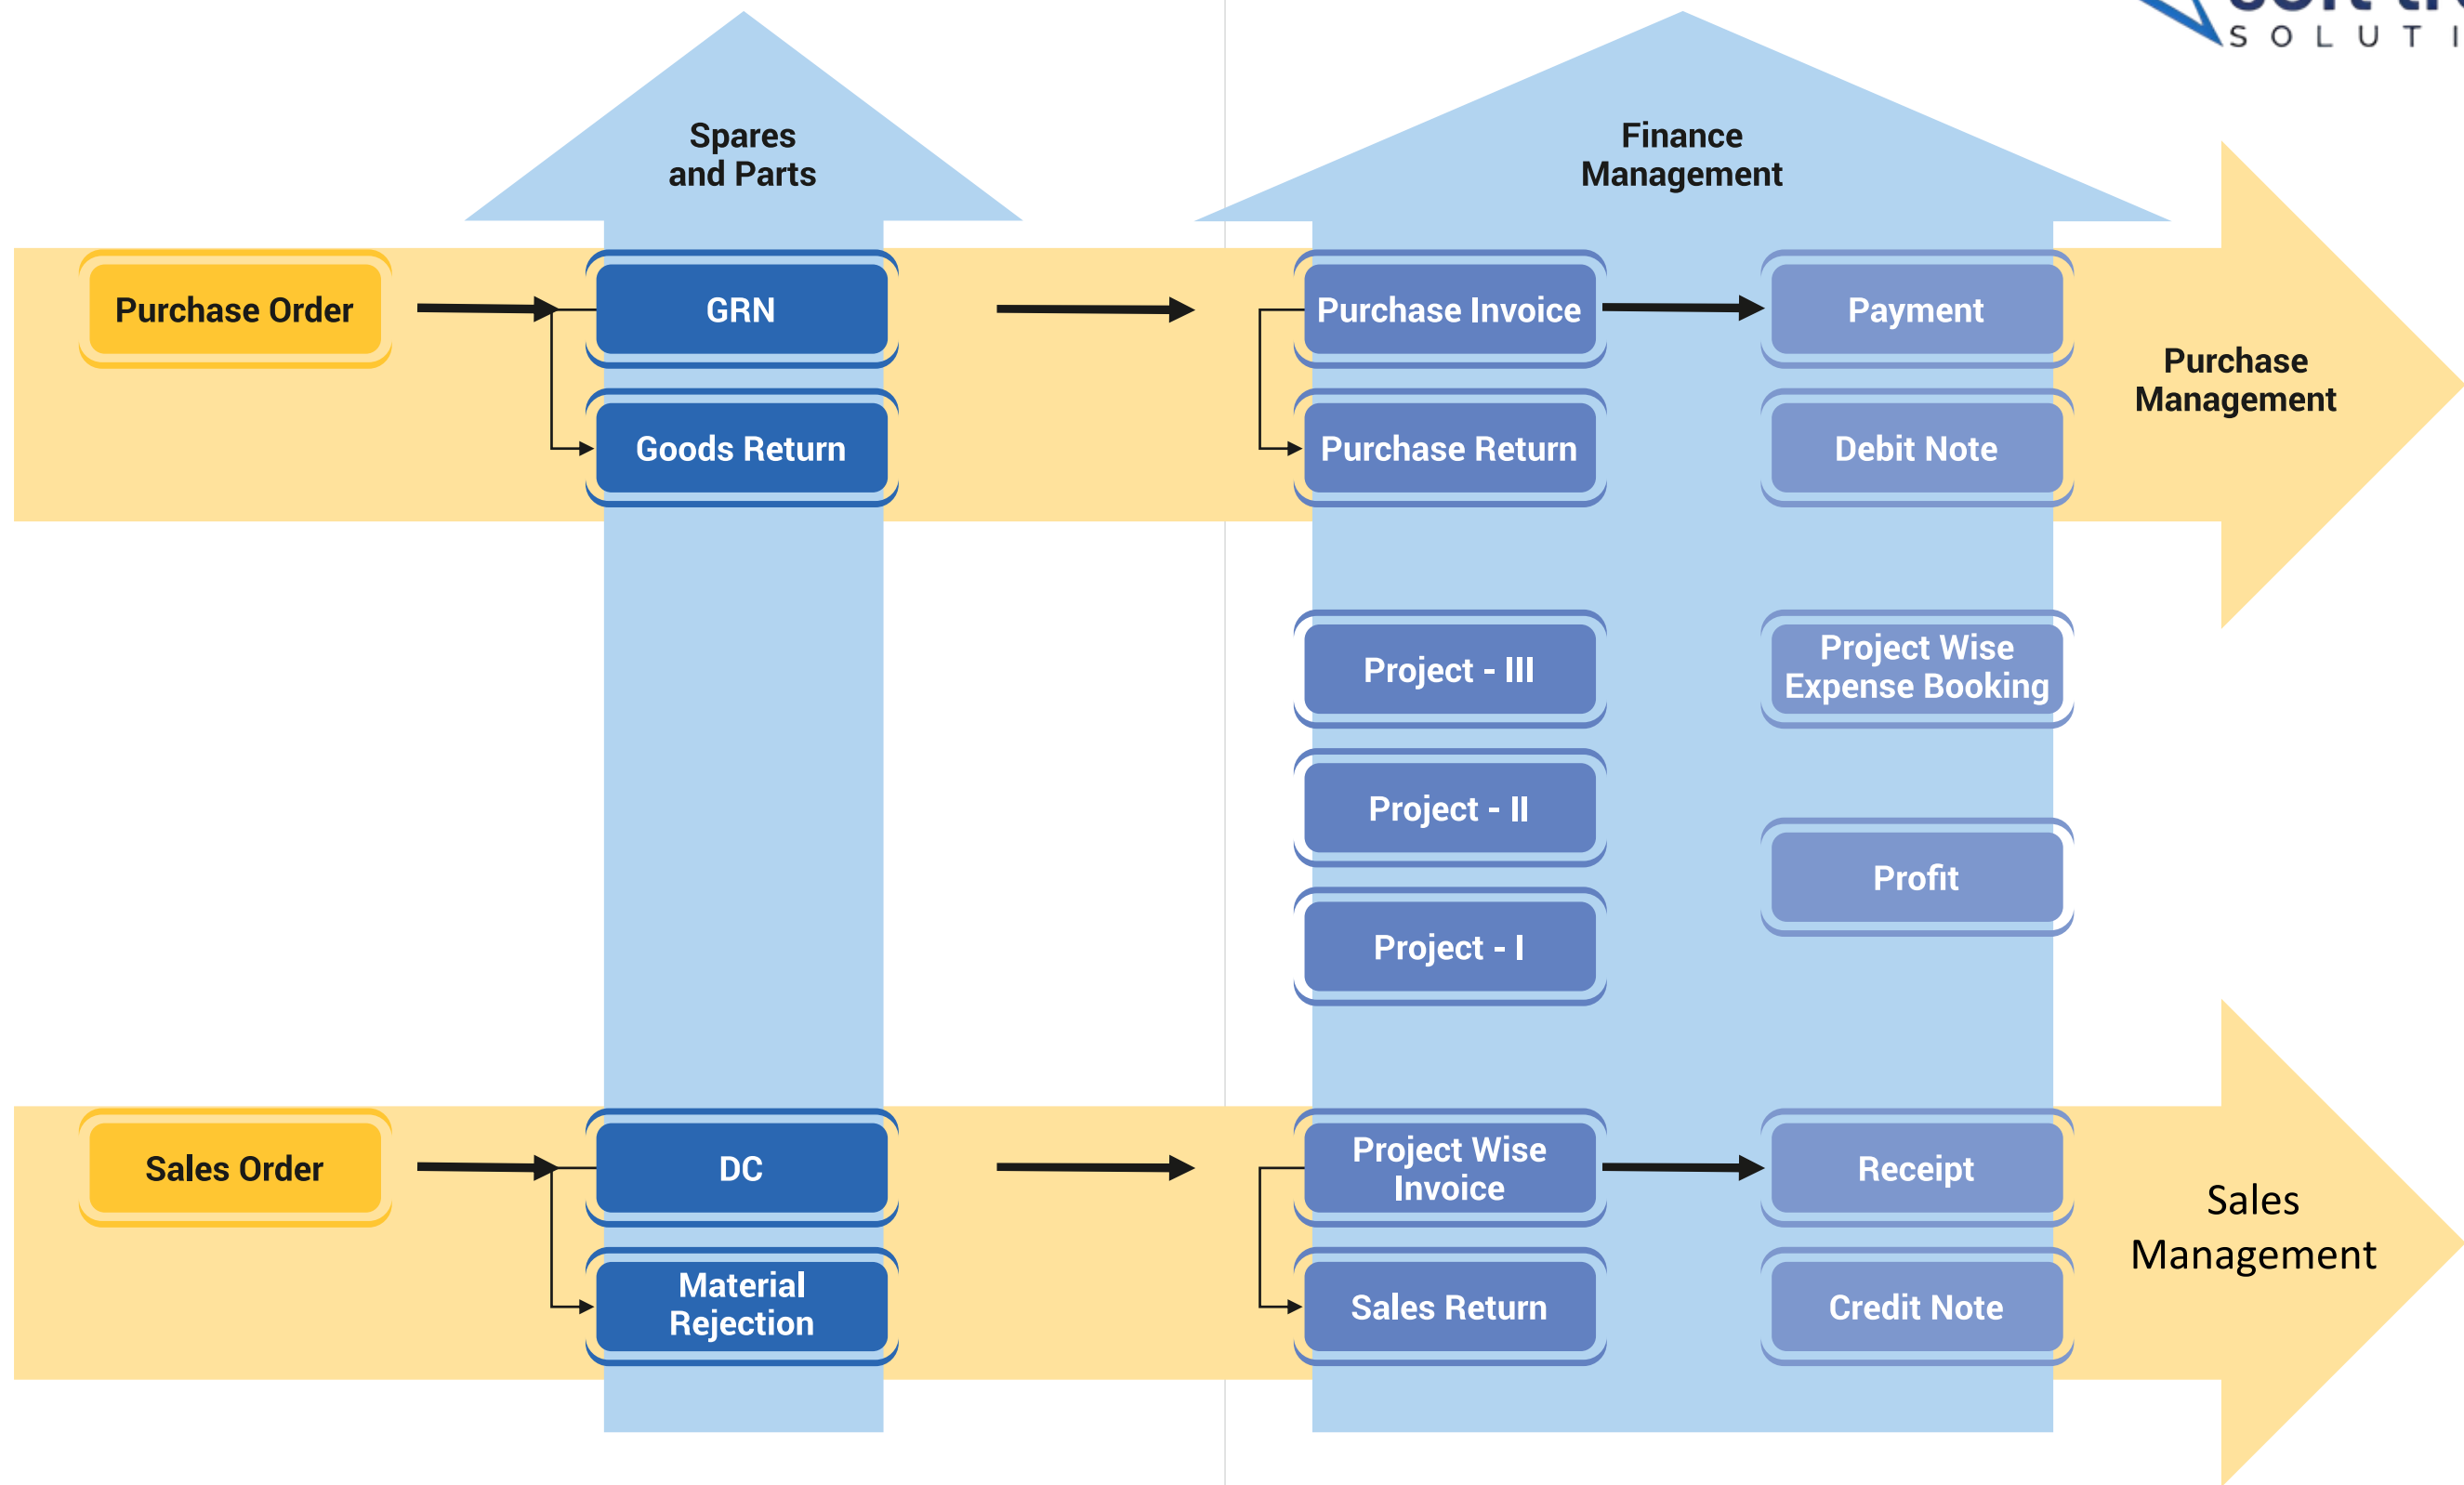 SOLUTI
Spares
and Parts
Finance
Management
Purchase Order
GRN
Purchase Invoice
Payment
Purchase
Management
Goods Return
Purchase Return
Debit Note
Project - III
Project Wise
Expense Booking
Project - II
Profit
Project - I
Sales Order
DC
Project Wise
Invoice
Receipt
Sales
Management
Material
Rejection
Sales Return
Credit Note